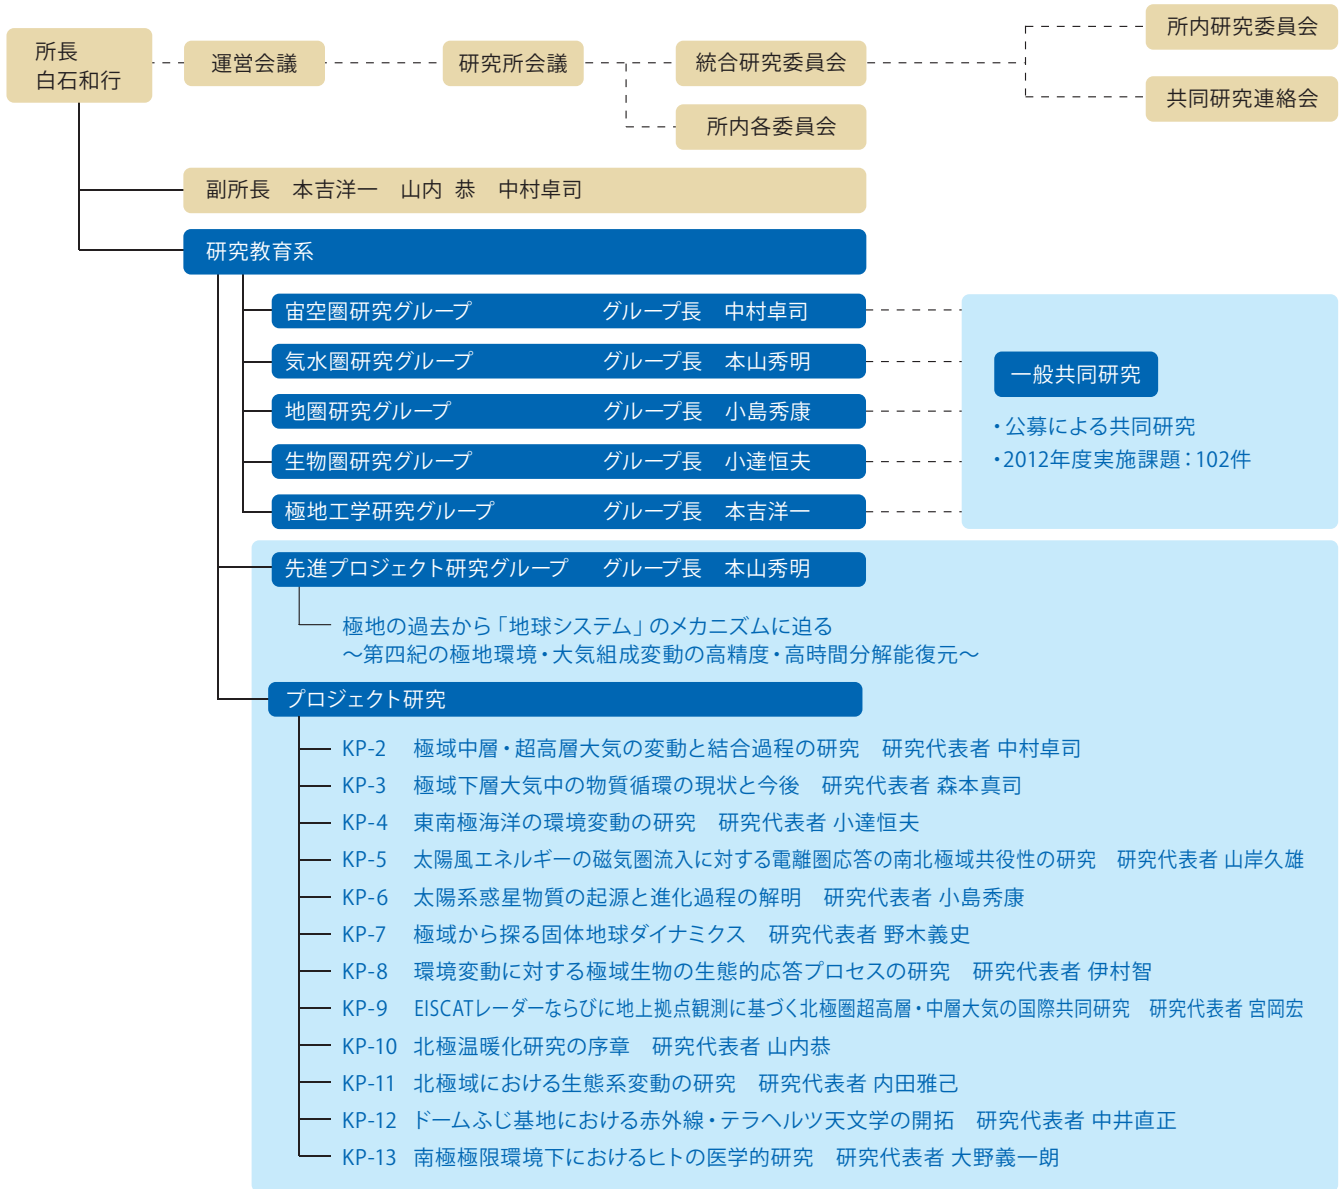 所長
白石和行
運営会議
研究所会議
統合研究委員会
所内研究委員会
共同研究連絡会
所内各委員会
副所長 本吉洋一 山内 恭 中村卓司
研究教育系
宙空圏研究グループ グループ長 中村卓司
気水圏研究グループ グループ長 本山秀明
地圏研究グループ グループ長 小島秀康
生物圏研究グループ グループ長 小達恒夫
極地工学研究グループ グループ長 本吉洋一
一般共同研究
・公募による共同研究
・2012年度実施課題：102件
先進プロジェクト研究グループ グループ長 本山秀明
極地の過去から「地球システム」のメカニズムに迫る
～第四紀の極地環境・大気組成変動の高精度・高時間分解能復元～
プロジェクト研究
KP-2 極域中層・超高層大気の変動と結合過程の研究 研究代表者 中村卓司
KP-3 極域下層大気中の物質循環の現状と今後 研究代表者 森本真司
KP-4 東南極海洋の環境変動の研究 研究代表者 小達恒夫
KP-5 太陽風エネルギーの磁気圏流入に対する電離圏応答の南北極域共役性の研究 研究代表者 山岸久雄
KP-6 太陽系惑星物質の起源と進化過程の解明 研究代表者 小島秀康
KP-7 極域から探る固体地球ダイナミクス 研究代表者 野木義史
KP-8 環境変動に対する極域生物の生態的応答プロセスの研究 研究代表者 伊村智
KP-9 EISCATレーダーならびに地上拠点観測に基づく北極圏超高層・中層大気の国際共同研究 研究代表者 宮岡宏
KP-10 北極温暖化研究の序章 研究代表者 山内恭
KP-11 北極域における生態系変動の研究 研究代表者 内田雅己
KP-12 ドームふじ基地における赤外線・テラヘルツ天文学の開拓 研究代表者 中井直正
KP-13 南極極限環境下におけるヒトの医学的研究 研究代表者 大野義一朗